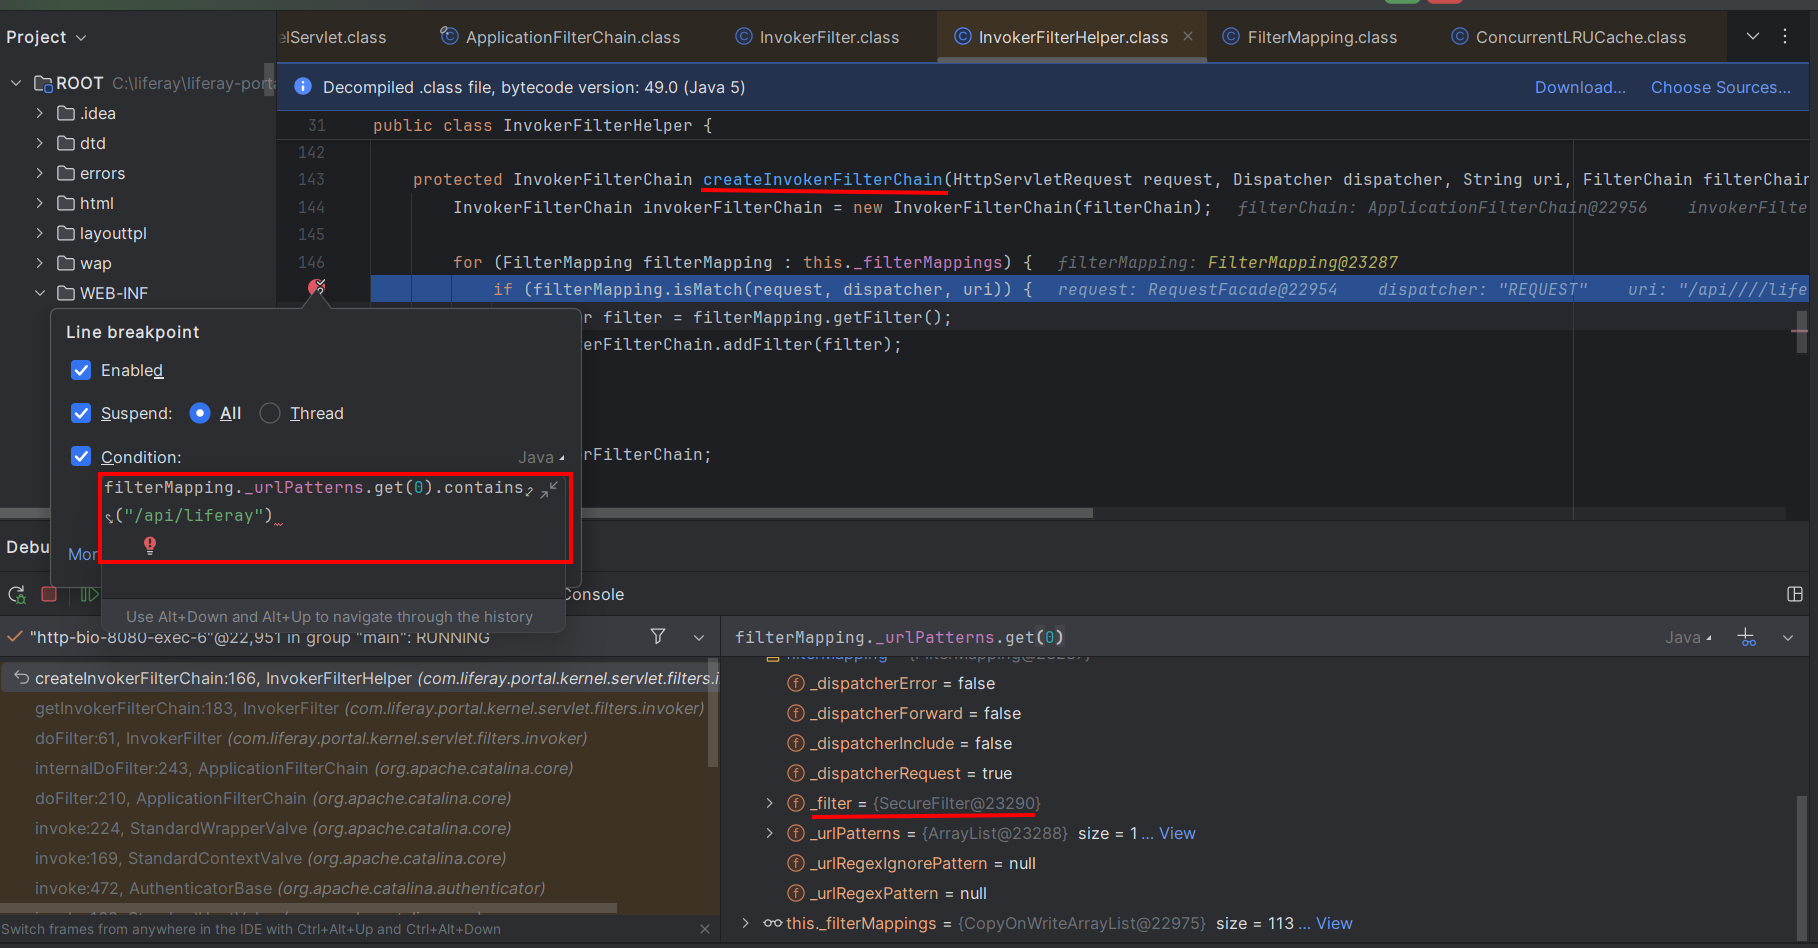 Project
elServlet.class
ApplicationFilterChain.class
InvokerFilter.class
InvokerFilterHelper.class
FilterMapping.class
ConcurrentLRUCache.class
ROOT C:\liferay\liferay-porta
.idea
dtd
errors
html
layouttpl
wap
WEB-INF
Decompiled .class file, bytecode version: 49.0 (Java 5)
Download...
Choose Sources...
31 public class InvokerFilterHelper {
142
143 protected InvokerFilterChain createInvokerFilterChain(HttpServletRequest request, Dispatcher dispatcher, String uri, FilterChain filterChain
144 InvokerFilterChain invokerFilterChain = new InvokerFilterChain(filterChain); filterChain: ApplicationFilterChain@22956 invokerFilte
145
146 for (FilterMapping filterMapping : this._filterMappings) { filterMapping: FilterMapping@23287
if (filterMapping.isMatch(request, dispatcher, uri)) { request: RequestFacade@22954 dispatcher: "REQUEST" uri: "/api////life
r filter = filterMapping.getFilter();
erFilterChain.addFilter(filter);
rFilterChain;
Line breakpoint
Enabled
Suspend: All Thread
Condition: Java
filterMapping._urlPatterns.get(0).contains
("/api/liferay")
Mor
Use Alt+Down and Alt+Up to navigate through the history
Debu
Console
"http-bio-8080-exec-6"@22,951 in group "main": RUNNING
createInvokerFilterChain:166, InvokerFilterHelper (com.liferay.portal.kernel.servlet.filters.i
getInvokerFilterChain:183, InvokerFilter (com.liferay.portal.kernel.servlet.filters.invoker)
doFilter:61, InvokerFilter (com.liferay.portal.kernel.servlet.filters.invoker)
internalDoFilter:243, ApplicationFilterChain (org.apache.catalina.core)
doFilter:210, ApplicationFilterChain (org.apache.catalina.core)
invoke:224, StandardWrapperValve (org.apache.catalina.core)
invoke:169, StandardContextValve (org.apache.catalina.core)
invoke:472, AuthenticatorBase (org.apache.catalina.authenticator)
Switch frames from anywhere in the IDE with Ctrl+Alt+Up and Ctrl+Alt+Down
filterMapping._urlPatterns.get(0)
Java
filterMapping = {FilterMapping@23287}
_dispatcherError = false
_dispatcherForward = false
_dispatcherInclude = false
_dispatcherRequest = true
_filter = {SecureFilter@23290}
_urlPatterns = {ArrayList@23288} size = 1 ... View
_urlRegexIgnorePattern = null
_urlRegexPattern = null
this._filterMappings = {CopyOnWriteArrayList@22975} size = 113 ... View